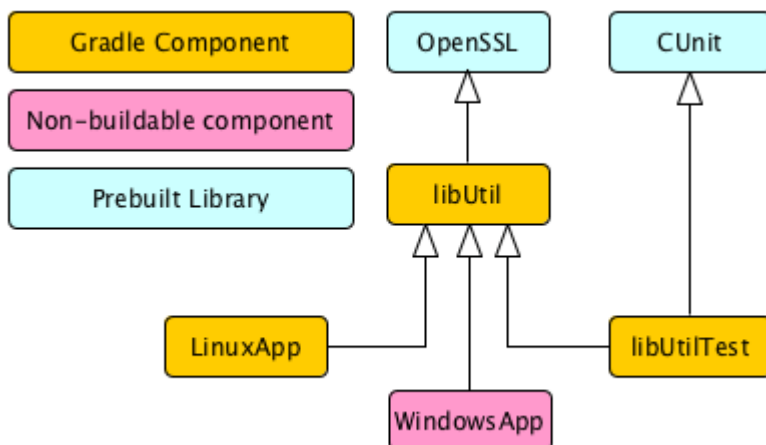 Gradle Component
OpenSSL
CUnit
Non-buildable component
Prebuilt Library
libUtil
LinuxApp
libUtilTest
WindowsApp